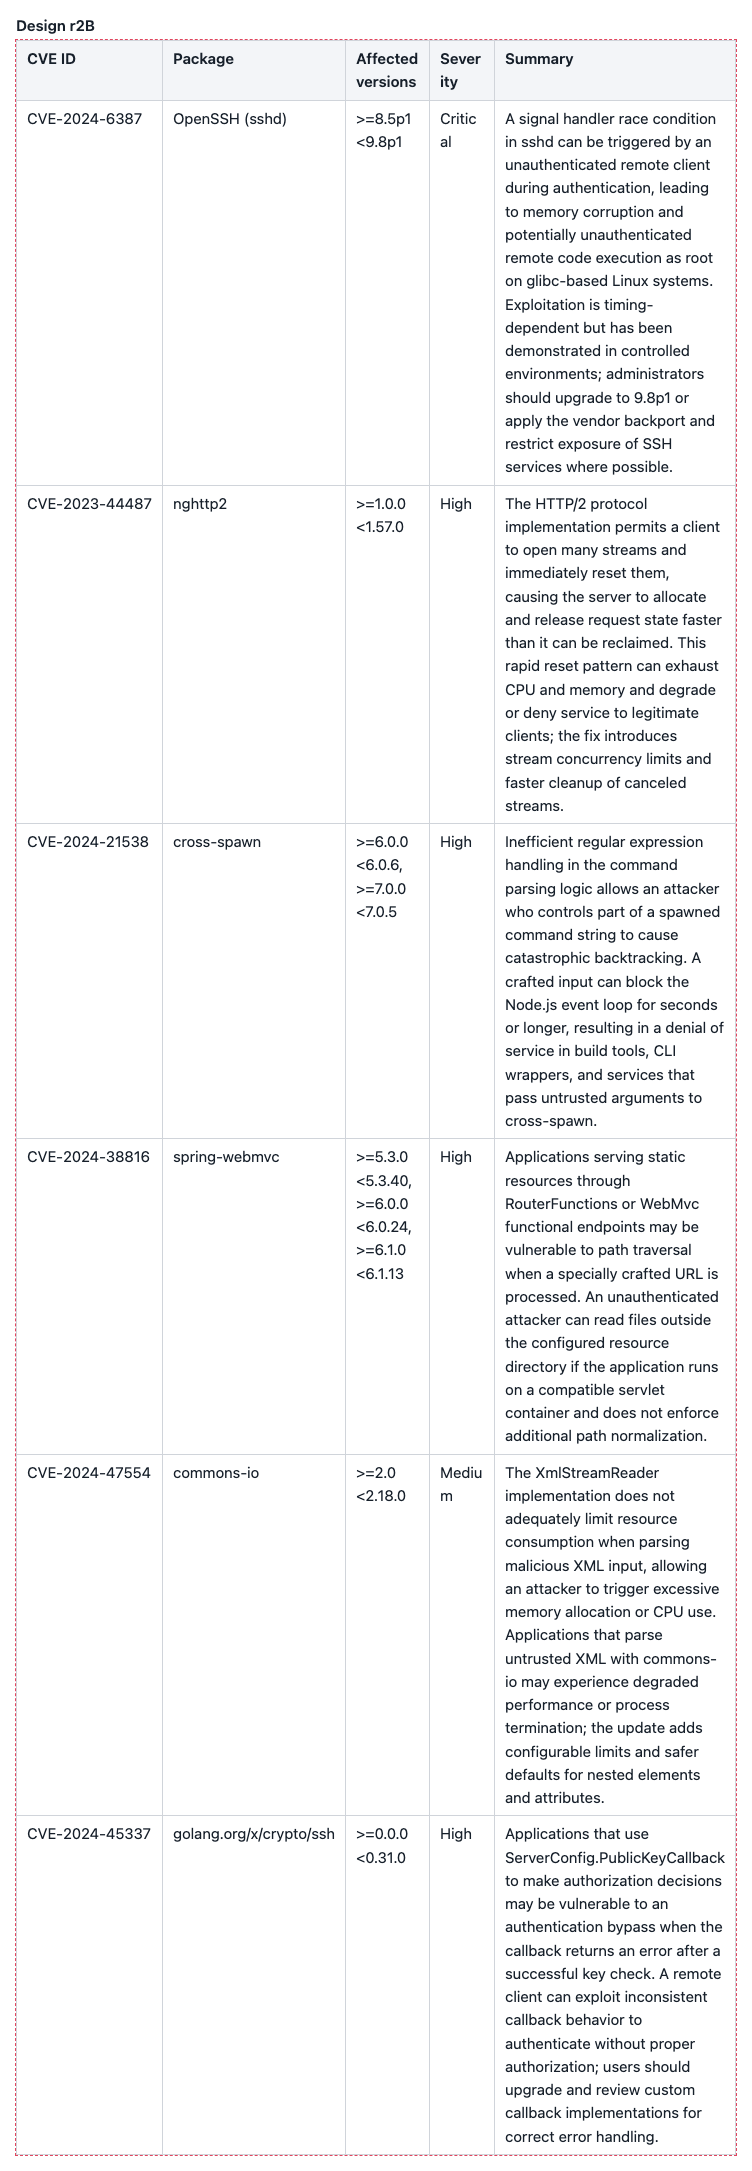 Design r2B
CVE ID
Package
Affected
versions
Sever
ity
Summary
CVE-2024-6387
OpenSSH (sshd)
>=8.5p1
<9.8p1
Critic
al
A signal handler race condition
in sshd can be triggered by an
unauthenticated remote client
during authentication, leading
to memory corruption and
potentially unauthenticated
remote code execution as root
on glibc-based Linux systems.
Exploitation is timing-
dependent but has been
demonstrated in controlled
environments; administrators
should upgrade to 9.8p1 or
apply the vendor backport and
restrict exposure of SSH
services where possible.
CVE-2023-44487
nghttp2
>=1.0.0
<1.57.0
High
The HTTP/2 protocol
implementation permits a client
to open many streams and
immediately reset them,
causing the server to allocate
and release request state faster
than it can be reclaimed. This
rapid reset pattern can exhaust
CPU and memory and degrade
or deny service to legitimate
clients; the fix introduces
stream concurrency limits and
faster cleanup of canceled
streams.
CVE-2024-21538
cross-spawn
>=6.0.0
<6.0.6,
>=7.0.0
<7.0.5
High
Inefficient regular expression
handling in the command
parsing logic allows an attacker
who controls part of a spawned
command string to cause
catastrophic backtracking. A
crafted input can block the
Node.js event loop for seconds
or longer, resulting in a denial of
service in build tools, CLI
wrappers, and services that
pass untrusted arguments to
cross-spawn.
CVE-2024-38816
spring-webmvc
>=5.3.0
<5.3.40,
>=6.0.0
<6.0.24,
>=6.1.0
<6.1.13
High
Applications serving static
resources through
RouterFunctions or WebMvc
functional endpoints may be
vulnerable to path traversal
when a specially crafted URL is
processed. An unauthenticated
attacker can read files outside
the configured resource
directory if the application runs
on a compatible servlet
container and does not enforce
additional path normalization.
CVE-2024-47554
commons-io
>=2.0
<2.18.0
Mediu
m
The XmlStreamReader
implementation does not
adequately limit resource
consumption when parsing
malicious XML input, allowing
an attacker to trigger excessive
memory allocation or CPU use.
Applications that parse
untrusted XML with commons-
io may experience degraded
performance or process
termination; the update adds
configurable limits and safer
defaults for nested elements
and attributes.
CVE-2024-45337
golang.org/x/crypto/ssh
>=0.0.0
<0.31.0
High
Applications that use
ServerConfig.PublicKeyCallback
to make authorization decisions
may be vulnerable to an
authentication bypass when the
callback returns an error after a
successful key check. A remote
client can exploit inconsistent
callback behavior to
authenticate without proper
authorization; users should
upgrade and review custom
callback implementations for
correct error handling.